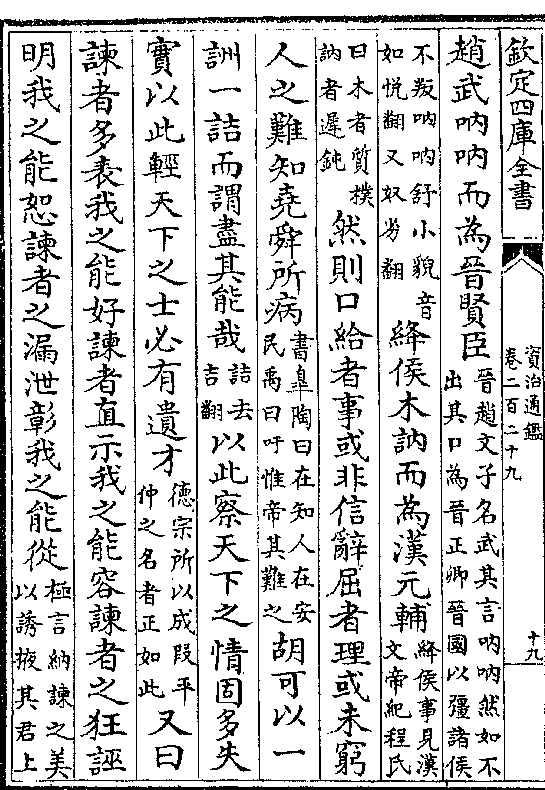 欽定四庫全書
資治通鑑
卷二百二十九
十九
趙武吶吶而為晉賢臣晉趙文子名武其言吶吶然如不出其口為晉正卿晉國以彊諸侯
不叛吶吶舒小貌音如悅翻又奴劣翻絳侯木訥而為漢元輔絳侯事見漢文帝紀程氏
曰木者質樸訥者遲鈍然則口給者事或非信辭屈者理或未窮
人之難知堯舜所病書臯陶曰在知人在安民禹曰吁惟帝其難之胡可以一
詶一詰而謂盡其能哉詰去吉翻以此察天下之情固多失
實以此輕天下之士必有遺才德宗所以成段平仲之名者正如此又曰
諫者多表我之能好諫者直示我之能容諫者之狂誣
明我之能恕諫者之漏泄彰我之能從極言納諫之美以誘掖其君上